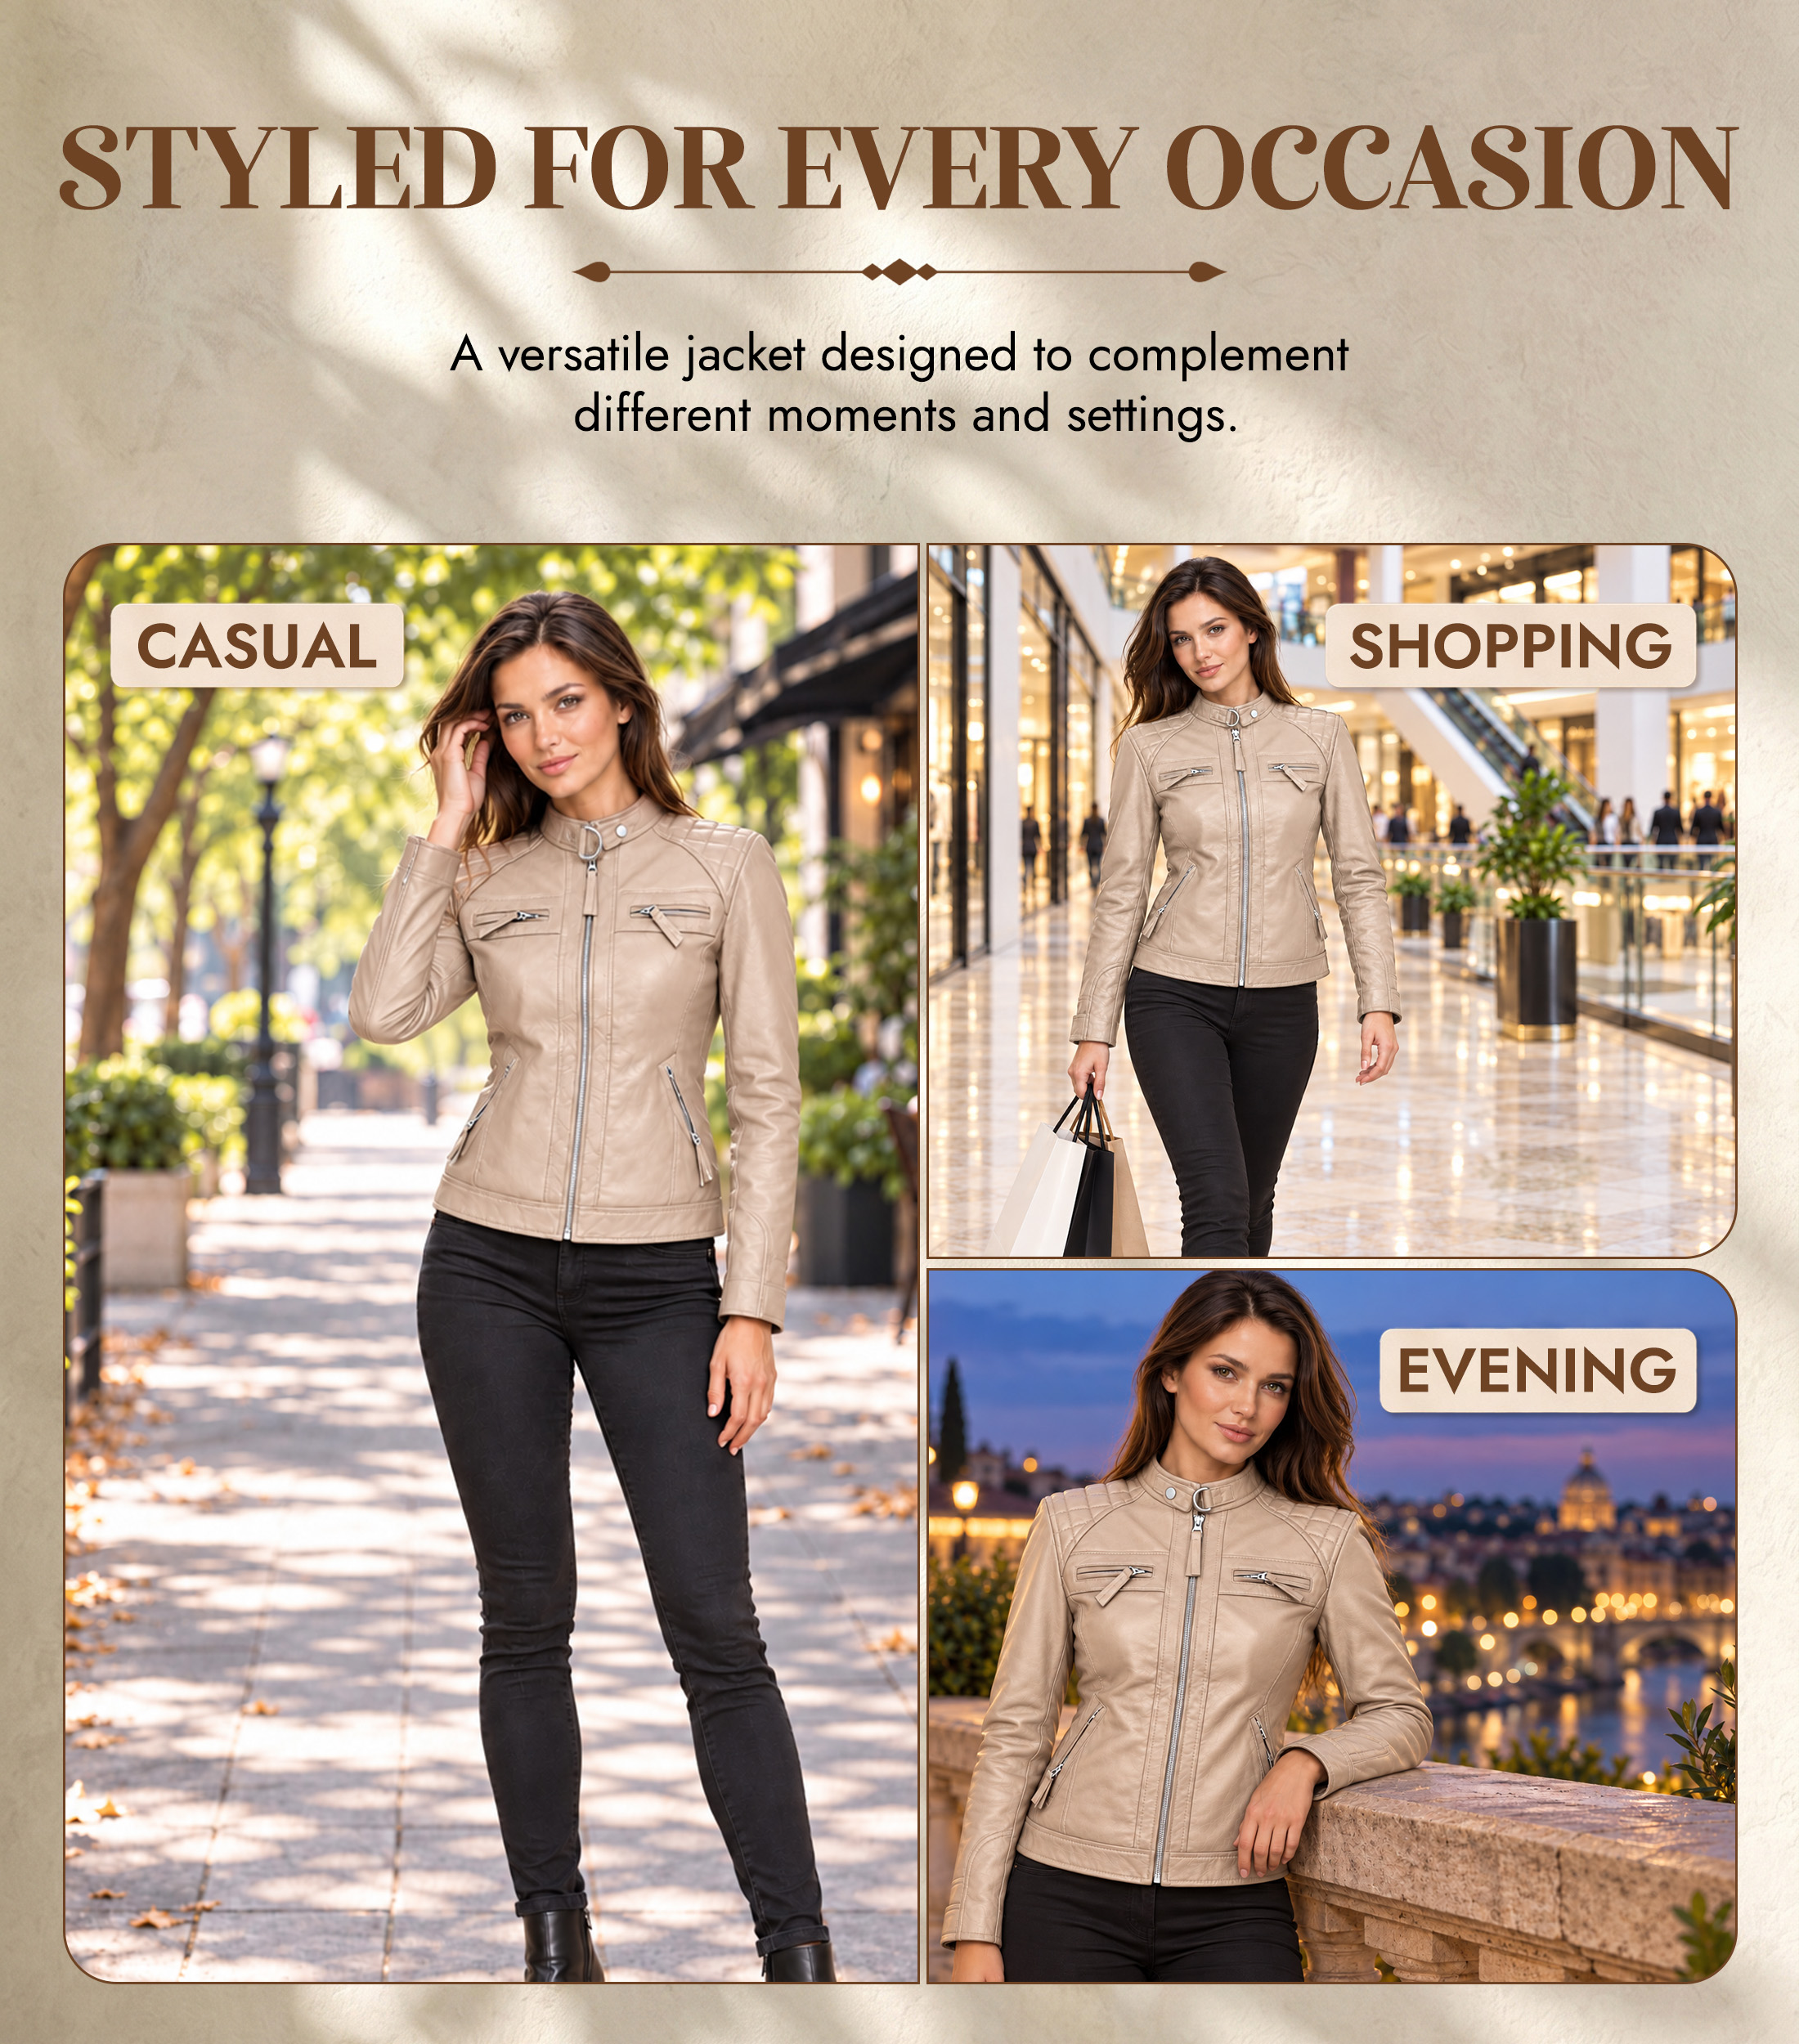 STYLED FOR EVERY OCCASION
A versatile jacket designed to complement
different moments and settings.
CASUAL
SHOPPING
EVENING